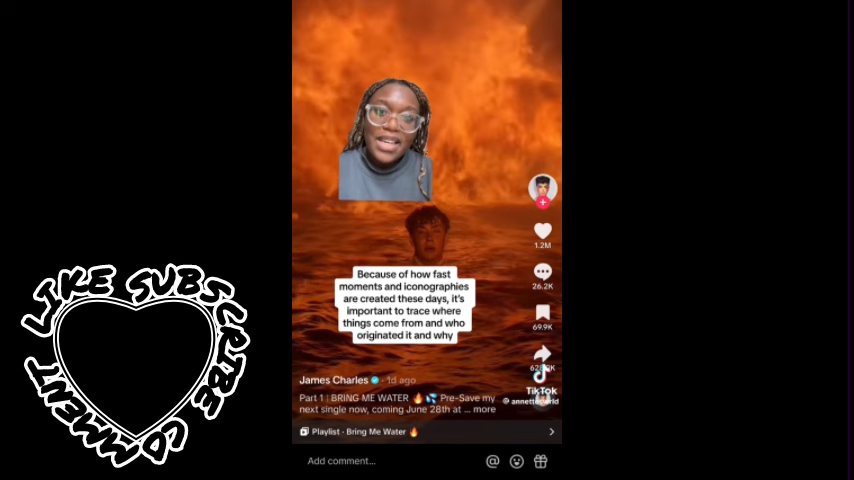 LIKE SUBSCRIBE
COMMENT
Because of how fast
moments and iconographies
are created these days, it's
important to trace where
things come from and who
originated it and why
1.2M
26.2K
69.9K
TikTok
James Charles · 1d ago
Part 1 | BRING ME WATER 🔥💦 Pre-Save my
next single now, coming June 28th at ... more
Playlist · Bring Me Water 🔥
Add comment...